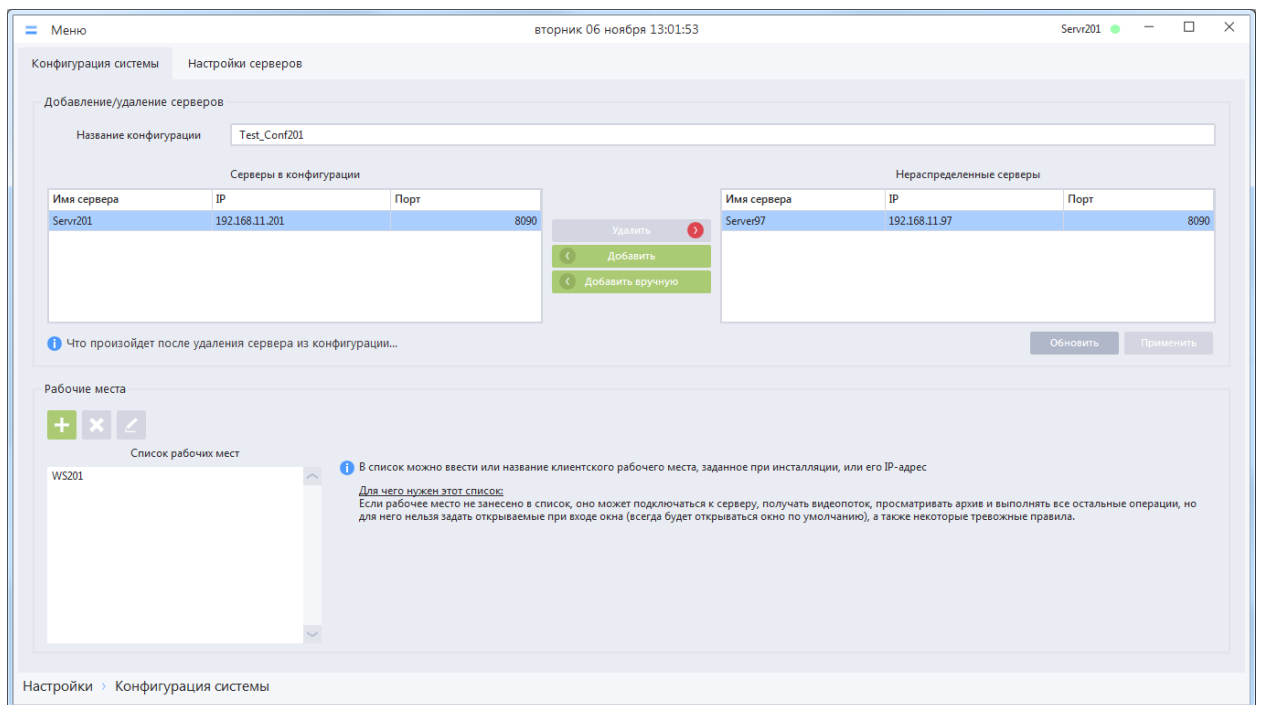 Меню
вторник 06 ноября 13:01:53
Servr201
Конфигурация системы
Настройки серверов
Добавление/удаление серверов
Название конфигурации
Test_Conf201
Серверы в конфигурации
Нераспределенные серверы
Имя сервера IP Порт
Servr201 192.168.11.201 8090
Удалить
Добавить
Добавить вручную
Имя сервера IP Порт
Server97 192.168.11.97 8090
Что произойдет после удаления сервера из конфигурации...
Обновить
Применить
Рабочие места
Список рабочих мест
WS201
В список можно ввести или название клиентского рабочего места, заданное при инсталляции, или его IP-адрес
Для чего нужен этот список:
Если рабочее место не занесено в список, оно может подключаться к серверу, получать видеопоток, просматривать архив и выполнять все остальные операции, но
для него нельзя задать открываемые при входе окна (всегда будет открываться окно по умолчанию), а также некоторые тревожные правила.
Настройки › Конфигурация системы